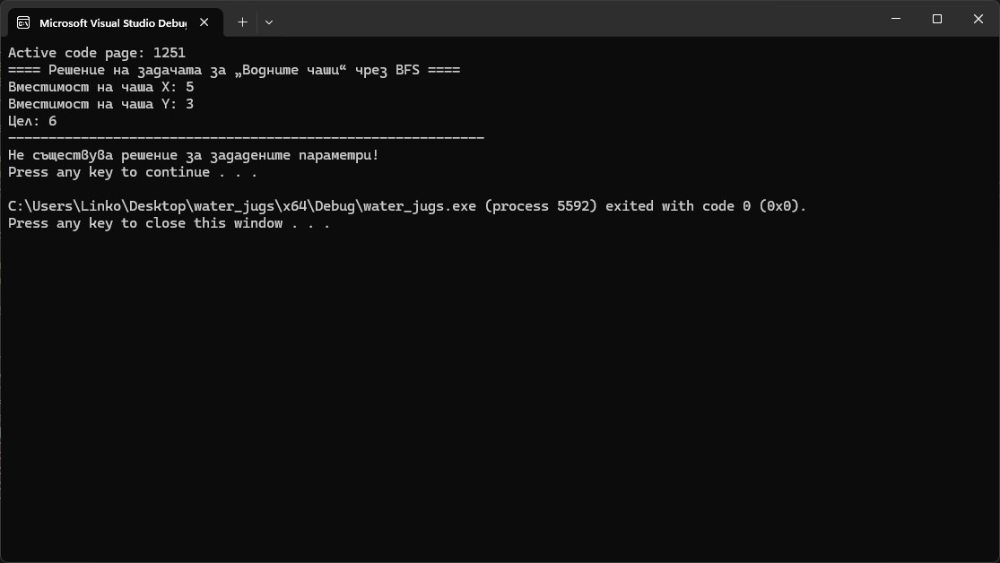 Microsoft Visual Studio Debug
Active code page: 1251
==== Решение на задачата за „Водните чаши“ чрез BFS ====
Вместимост на чаша X: 5
Вместимост на чаша Y: 3
Цел: 6
-----------------------------------------------------------
Не съществува решение за зададените параметри!
Press any key to continue . . .
C:\Users\Linko\Desktop\water_jugs\x64\Debug\water_jugs.exe (process 5592) exited with code 0 (0x0).
Press any key to close this window . . .